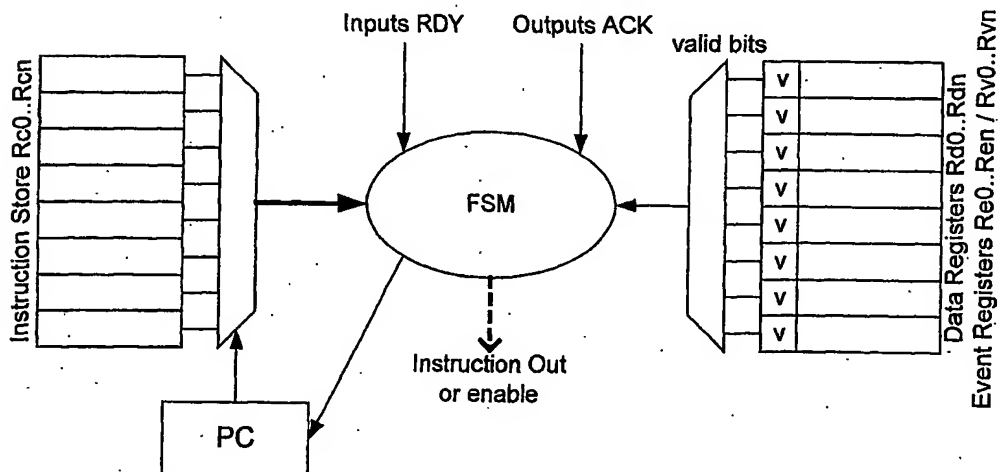 Inputs RDY
Outputs ACK
valid bits
Instruction Store Rc0..Rcn
FSM
v
v
v
v
v
v
v
v
Data Registers Rd0..Rdn
Event Registers Re0..Ren / Rv0..Rvn
Instruction Out
or enable
PC